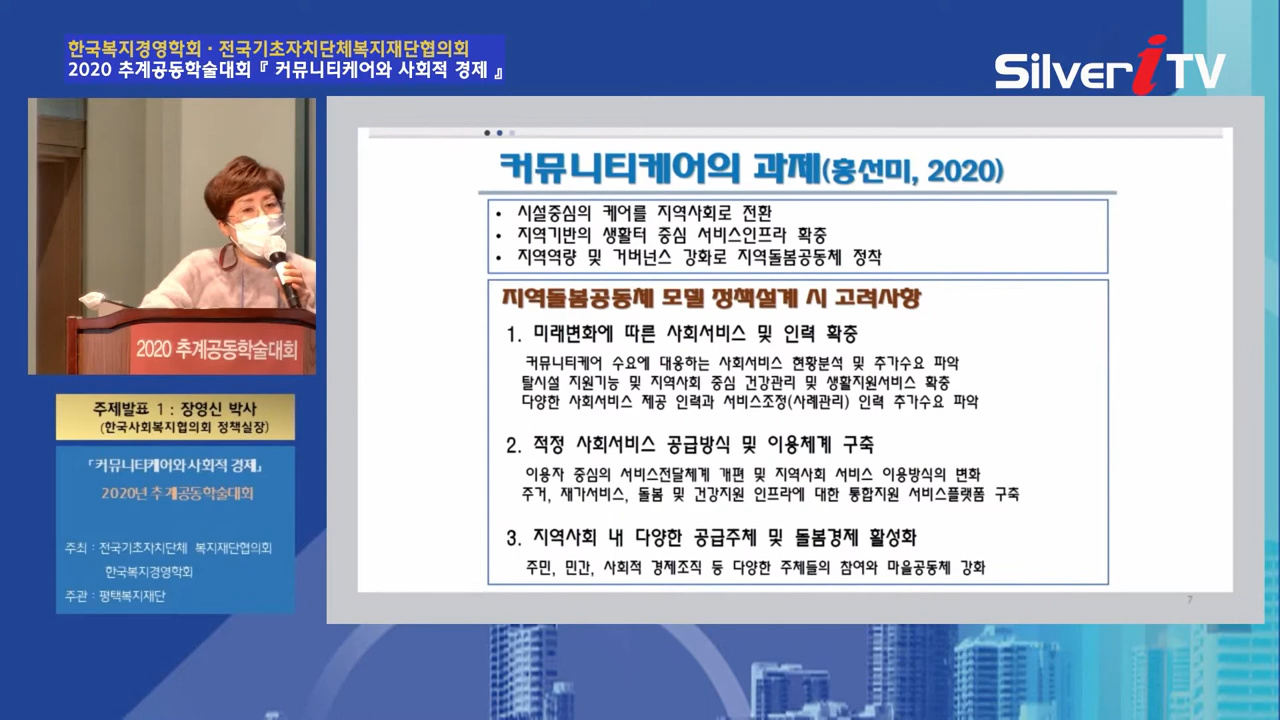 한국복지경영학회 · 전국기초자치단체복지재단협의회
2020 추계공동학술대회 『 커뮤니티케어와 사회적 경제 』
Silver i TV
2020 추계공동학술대회
주제발표 1 : 장영신 박사
(한국사회복지협의회 정책실장)
「커뮤니티케어와 사회적 경제」
2020년 추계공동학술대회
주최 : 전국기초자치단체 복지재단협의회
한국복지경영학회
주관 : 평택복지재단
커뮤니티케어의 과제(홍선미, 2020)
• 시설중심의 케어를 지역사회로 전환
• 지역기반의 생활터 중심 서비스인프라 확충
• 지역역량 및 거버넌스 강화로 지역돌봄공동체 정착
지역돌봄공동체 모델 정책설계 시 고려사항
1. 미래변화에 따른 사회서비스 및 인력 확충
커뮤니티케어 수요에 대응하는 사회서비스 현황분석 및 추가수요 파악
탈시설 지원기능 및 지역사회 중심 건강관리 및 생활지원서비스 확충
다양한 사회서비스 제공 인력과 서비스조정(사례관리) 인력 추가수요 파악
2. 적정 사회서비스 공급방식 및 이용체계 구축
이용자 중심의 서비스전달체계 개편 및 지역사회 서비스 이용방식의 변화
주거, 재가서비스, 돌봄 및 건강지원 인프라에 대한 통합지원 서비스플랫폼 구축
3. 지역사회 내 다양한 공급주체 및 돌봄경제 활성화
주민, 민간, 사회적 경제조직 등 다양한 주체들의 참여와 마을공동체 강화
7